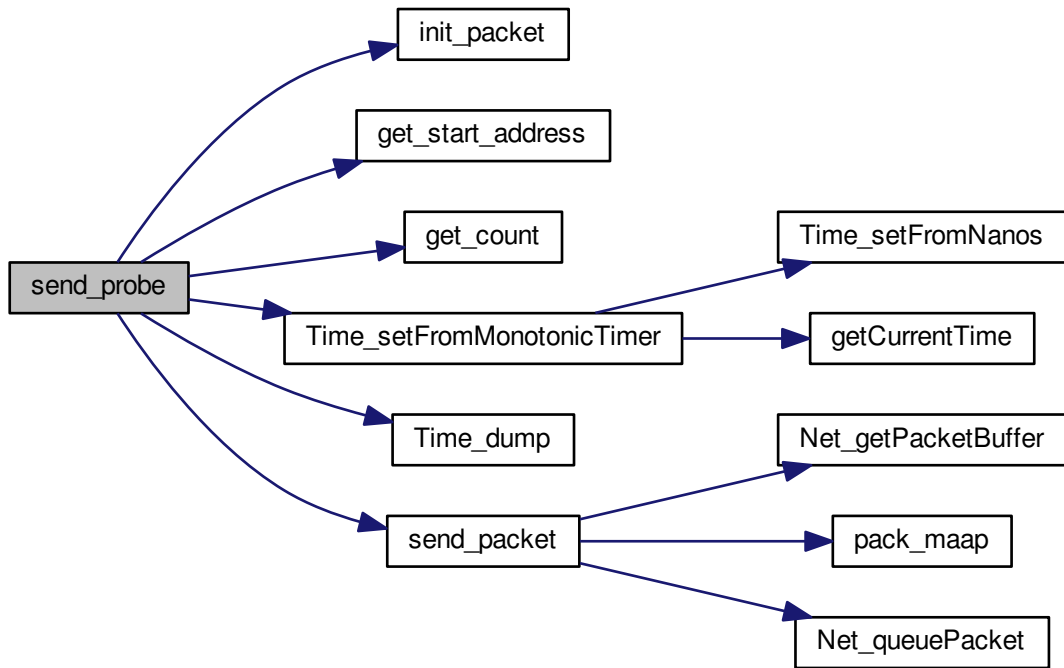 init_packet
get_start_address
get_count
Time_setFromNanos
send_probe
Time_setFromMonotonicTimer
getCurrentTime
Time_dump
Net_getPacketBuffer
send_packet
pack_maap
Net_queuePacket